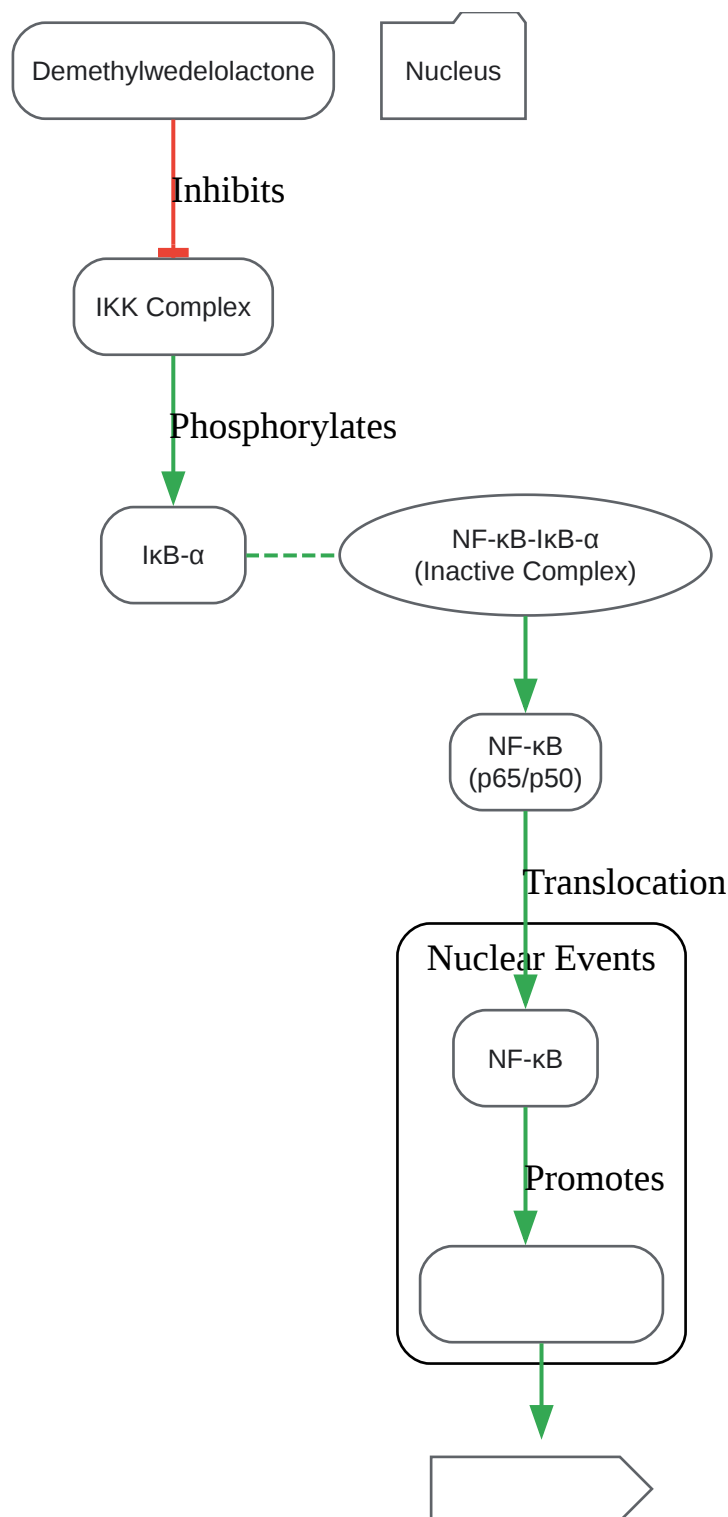 Demethylwedelolactone
Nucleus
Inhibits
IKK Complex
Phosphorylates
IκB-α
NF-κB-IκB-α
(Inactive Complex)
NF-κB
(p65/p50)
Translocation
Nuclear Events
NF-κB
Promotes